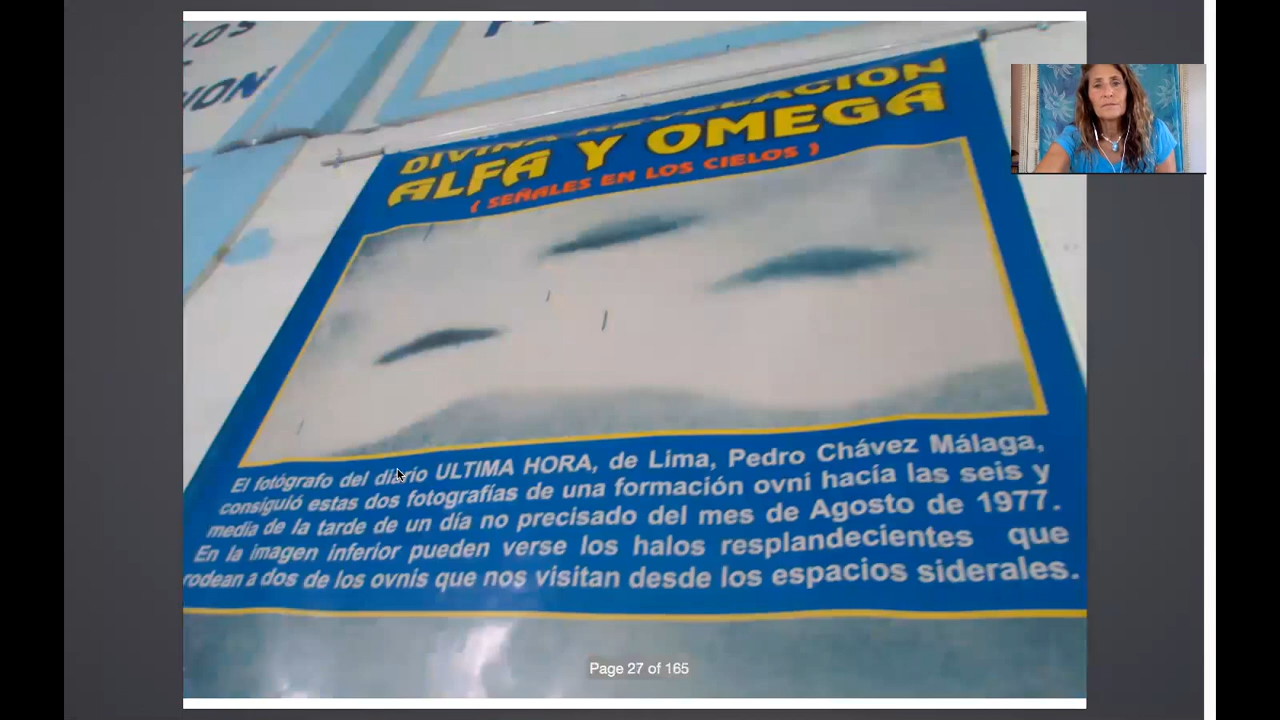 ION
DIVINA REVELACION
ALFA Y OMEGA
( SEÑALES EN LOS CIELOS )
El fotógrafo del diario ULTIMA HORA, de Lima, Pedro Chávez Málaga,
consiguió estas dos fotografías de una formación ovni hacía las seis y
media de la tarde de un día no precisado del mes de Agosto de 1977.
En la imagen inferior pueden verse los halos resplandecientes que
rodean a dos de los ovnis que nos visitan desde los espacios siderales.
Page 27 of 165